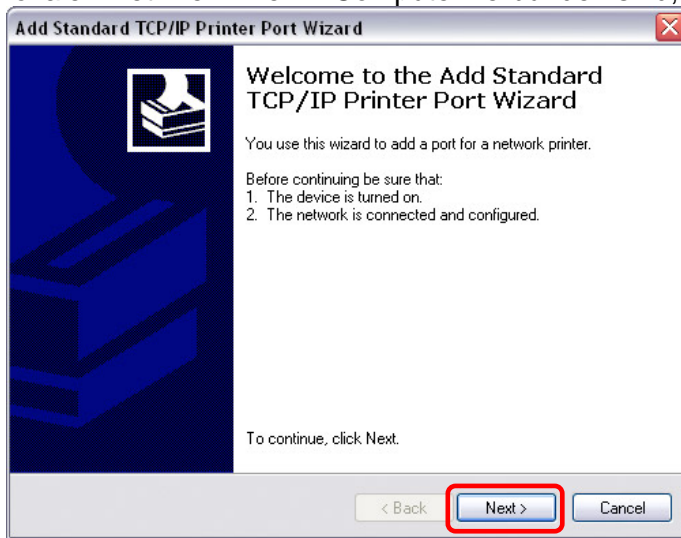 Add Standard TCP/IP Printer Port Wizard
Welcome to the Add Standard
TCP/IP Printer Port Wizard
You use this wizard to add a port for a network printer.
Before continuing be sure that:
1. The device is turned on.
2. The network is connected and configured.
To continue, click Next.
< Back
Next >
Cancel